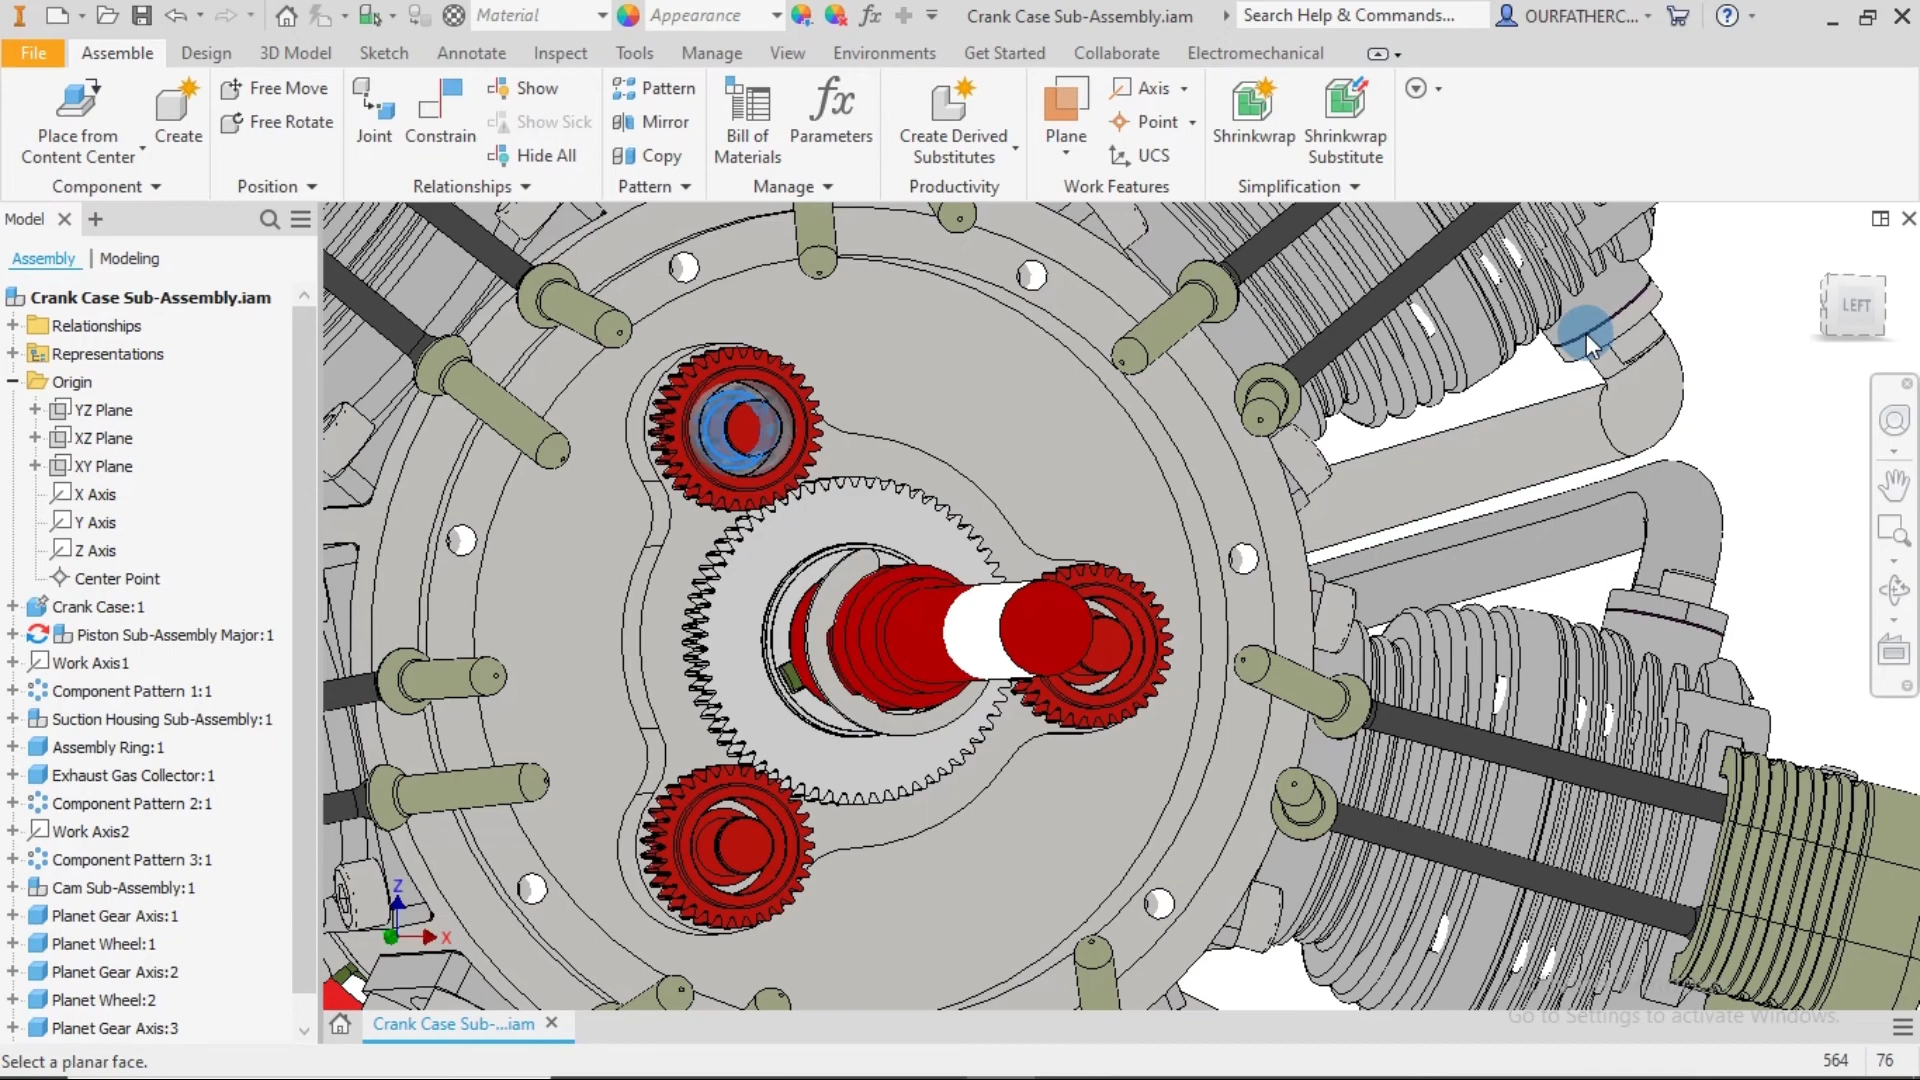 Material
Appearance
fx
Crank Case Sub-Assembly.iam
Search Help & Commands...
OURFATHERC...
File
Assemble
Design
3D Model
Sketch
Annotate
Inspect
Tools
Manage
View
Environments
Get Started
Collaborate
Electromechanical
Place from
Content Center
Create
Free Move
Free Rotate
Joint
Constrain
Show
Show Sick
Hide All
Pattern
Mirror
Copy
Bill of
Materials
fx
Parameters
Create Derived
Substitutes
Plane
Axis
Point
UCS
Shrinkwrap
Shrinkwrap
Substitute
Component
Position
Relationships
Pattern
Manage
Productivity
Work Features
Simplification
Model
Assembly
Modeling
Crank Case Sub-Assembly.iam
Relationships
Representations
Origin
YZ Plane
XZ Plane
XY Plane
X Axis
Y Axis
Z Axis
Center Point
Crank Case:1
Piston Sub-Assembly Major:1
Work Axis1
Component Pattern 1:1
Suction Housing Sub-Assembly:1
Assembly Ring:1
Exhaust Gas Collector:1
Component Pattern 2:1
Work Axis2
Component Pattern 3:1
Cam Sub-Assembly:1
Planet Gear Axis:1
Planet Wheel:1
Planet Gear Axis:2
Planet Wheel:2
Planet Gear Axis:3
LEFT
Z
X
Go to Settings to activate Windows.
Crank Case Sub-...iam
Select a planar face.
564
76